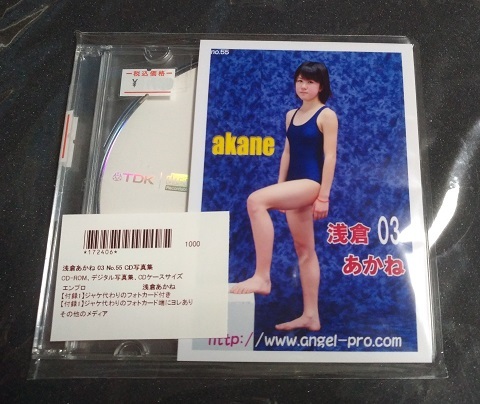 no.55
税込価格
¥
akane
TDK
浅倉 03
あかね
*172406*
1000
浅倉あかね 03 No.55 CD写真集
CD-ROM、デジタル写真集、CDケースサイズ
エンプロ 浅倉あかね
【付録1】ジャケ代わりのフォトカード付き
【付録1】ジャケ代わりのフォトカード端にヨレあり
その他のメディア
http://www.angel-pro.com/